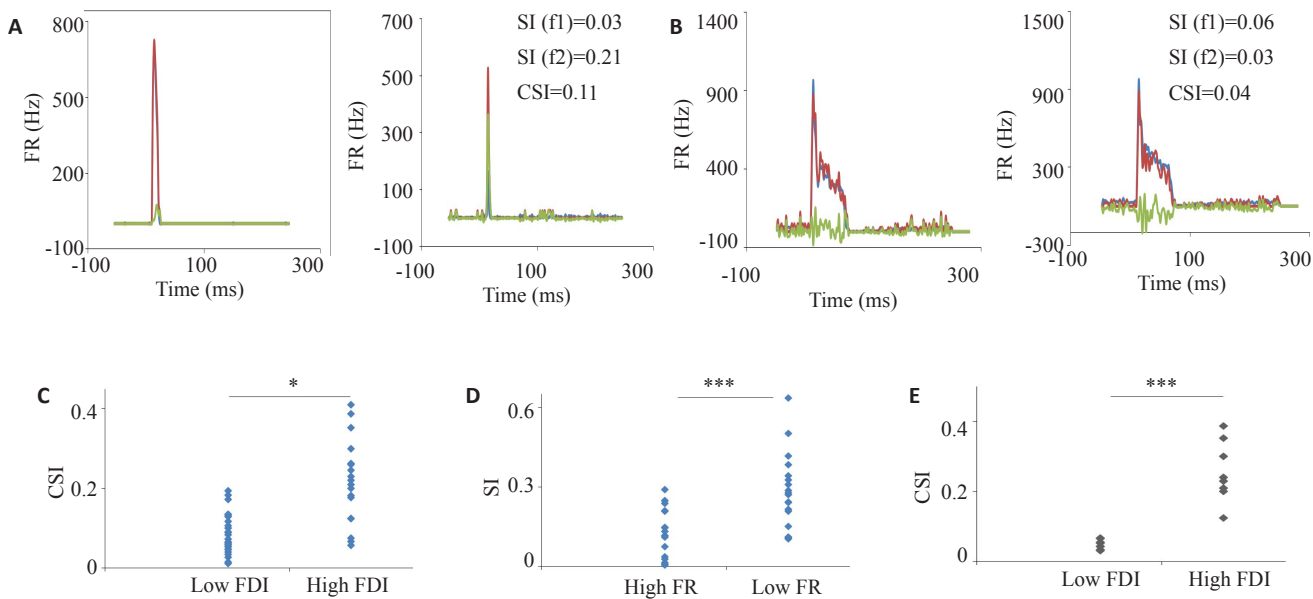 A
800
500
200
-100
FR (Hz)
-100
100
300
Time (ms)
SI (f1)=0.03
SI (f2)=0.21
CSI=0.11
700
500
300
100
-100
FR (Hz)
-100
100
300
Time (ms)
B
1400
900
400
-100
FR (Hz)
-100
300
Time (ms)
SI (f1)=0.06
SI (f2)=0.03
CSI=0.04
1500
900
300
-300
FR (Hz)
-100
100
300
Time (ms)
C
*
0.4
0.2
0
CSI
Low FDI
High FDI
D
***
0.6
0.3
0
SI
High FR
Low FR
E
***
0.4
0.2
0
CSI
Low FDI
High FDI